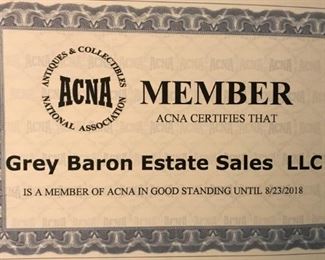 ANTIQUES & COLLECTIBLES
ACNA
NATIONAL ASSOCIATION
MEMBER
ACNA CERTIFIES THAT
Grey Baron Estate Sales LLC
IS A MEMBER OF ACNA IN GOOD STANDING UNTIL 8/23/2018